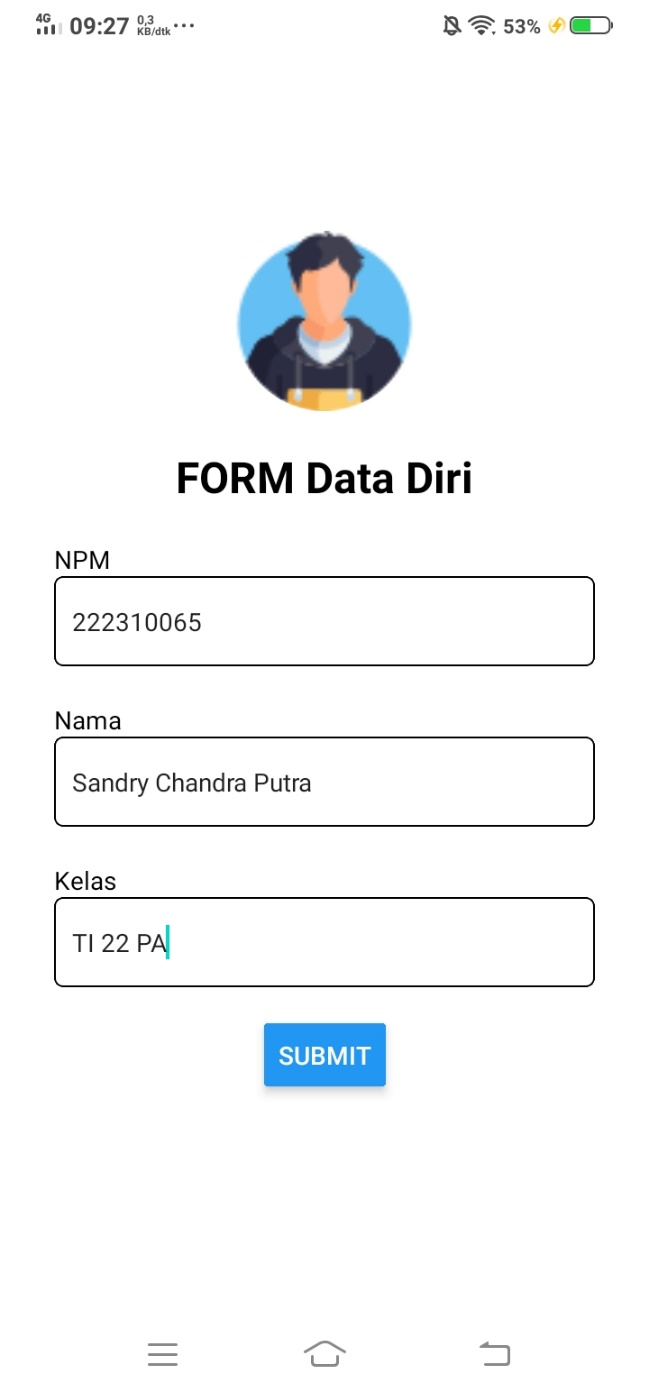 4G 09:27 0,3 KB/dtk ... 53%
FORM Data Diri
NPM
222310065
Nama
Sandry Chandra Putra
Kelas
TI 22 PA
SUBMIT